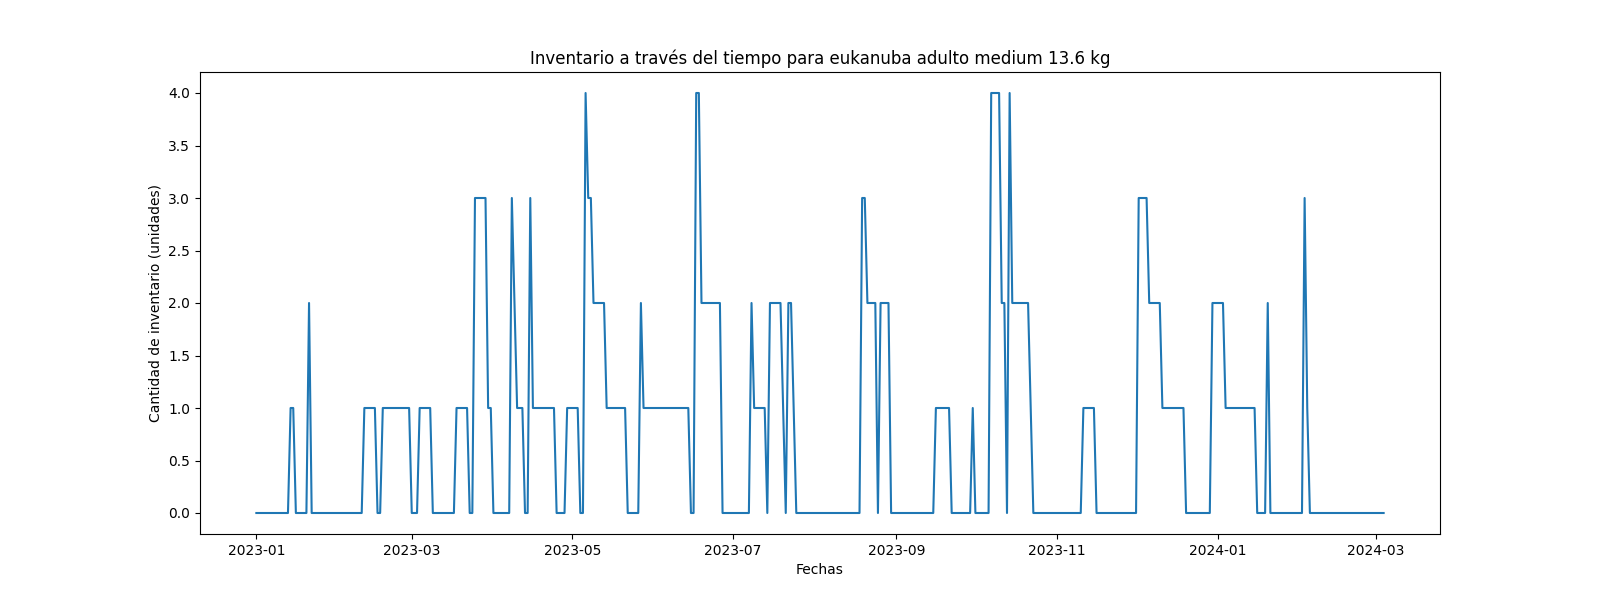 Inventario a través del tiempo para eukanuba adulto medium 13.6 kg
Cantidad de inventario (unidades)
4.0
3.5
3.0
2.5
2.0
1.5
1.0
0.5
0.0
2023-01 2023-03 2023-05 2023-07 2023-09 2023-11 2024-01 2024-03
Fechas